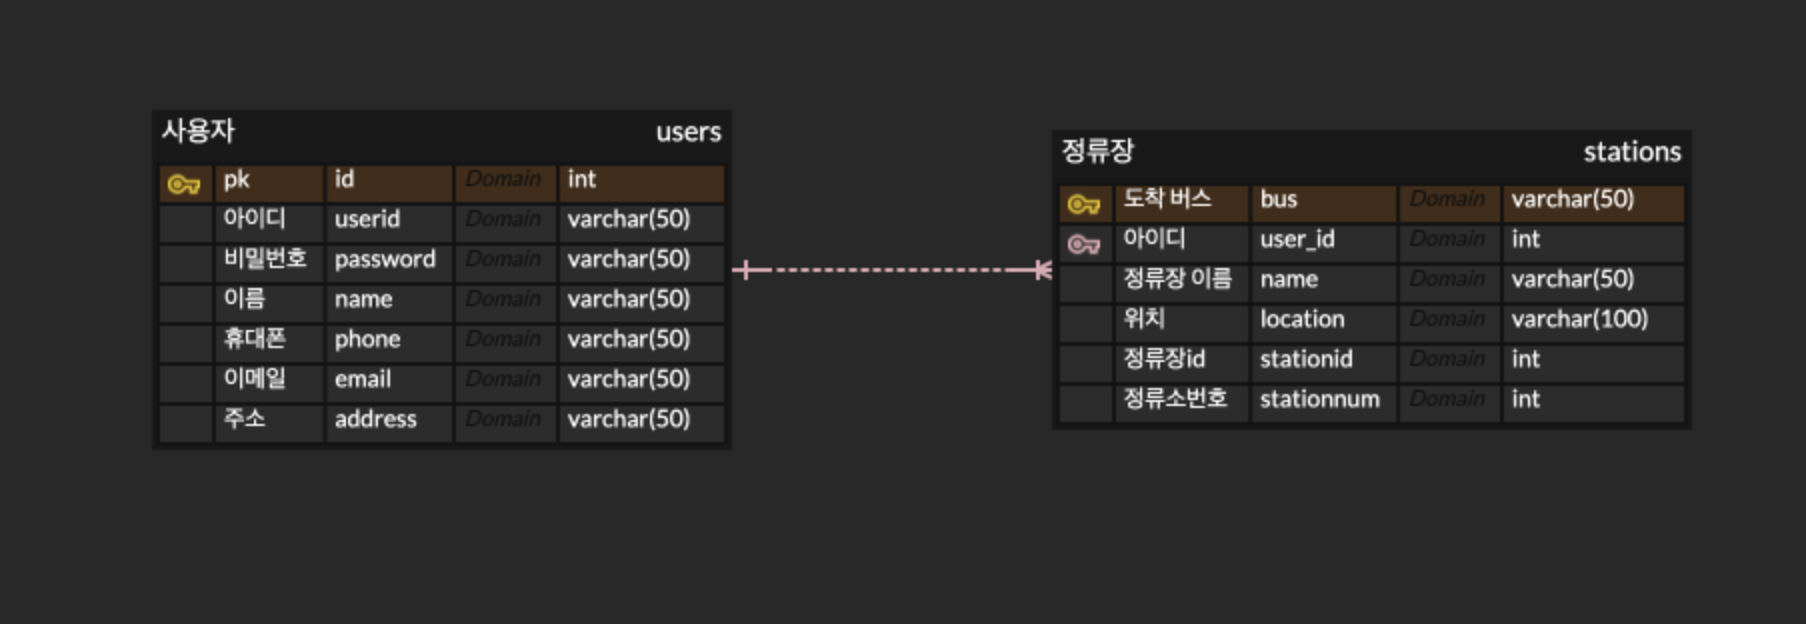 사용자 users
pk id Domain int
아이디 userid Domain varchar(50)
비밀번호 password Domain varchar(50)
이름 name Domain varchar(50)
휴대폰 phone Domain varchar(50)
이메일 email Domain varchar(50)
주소 address Domain varchar(50)
정류장 stations
도착 버스 bus Domain varchar(50)
아이디 user_id Domain int
정류장 이름 name Domain varchar(50)
위치 location Domain varchar(100)
정류장id stationid Domain int
정류소번호 stationnum Domain int